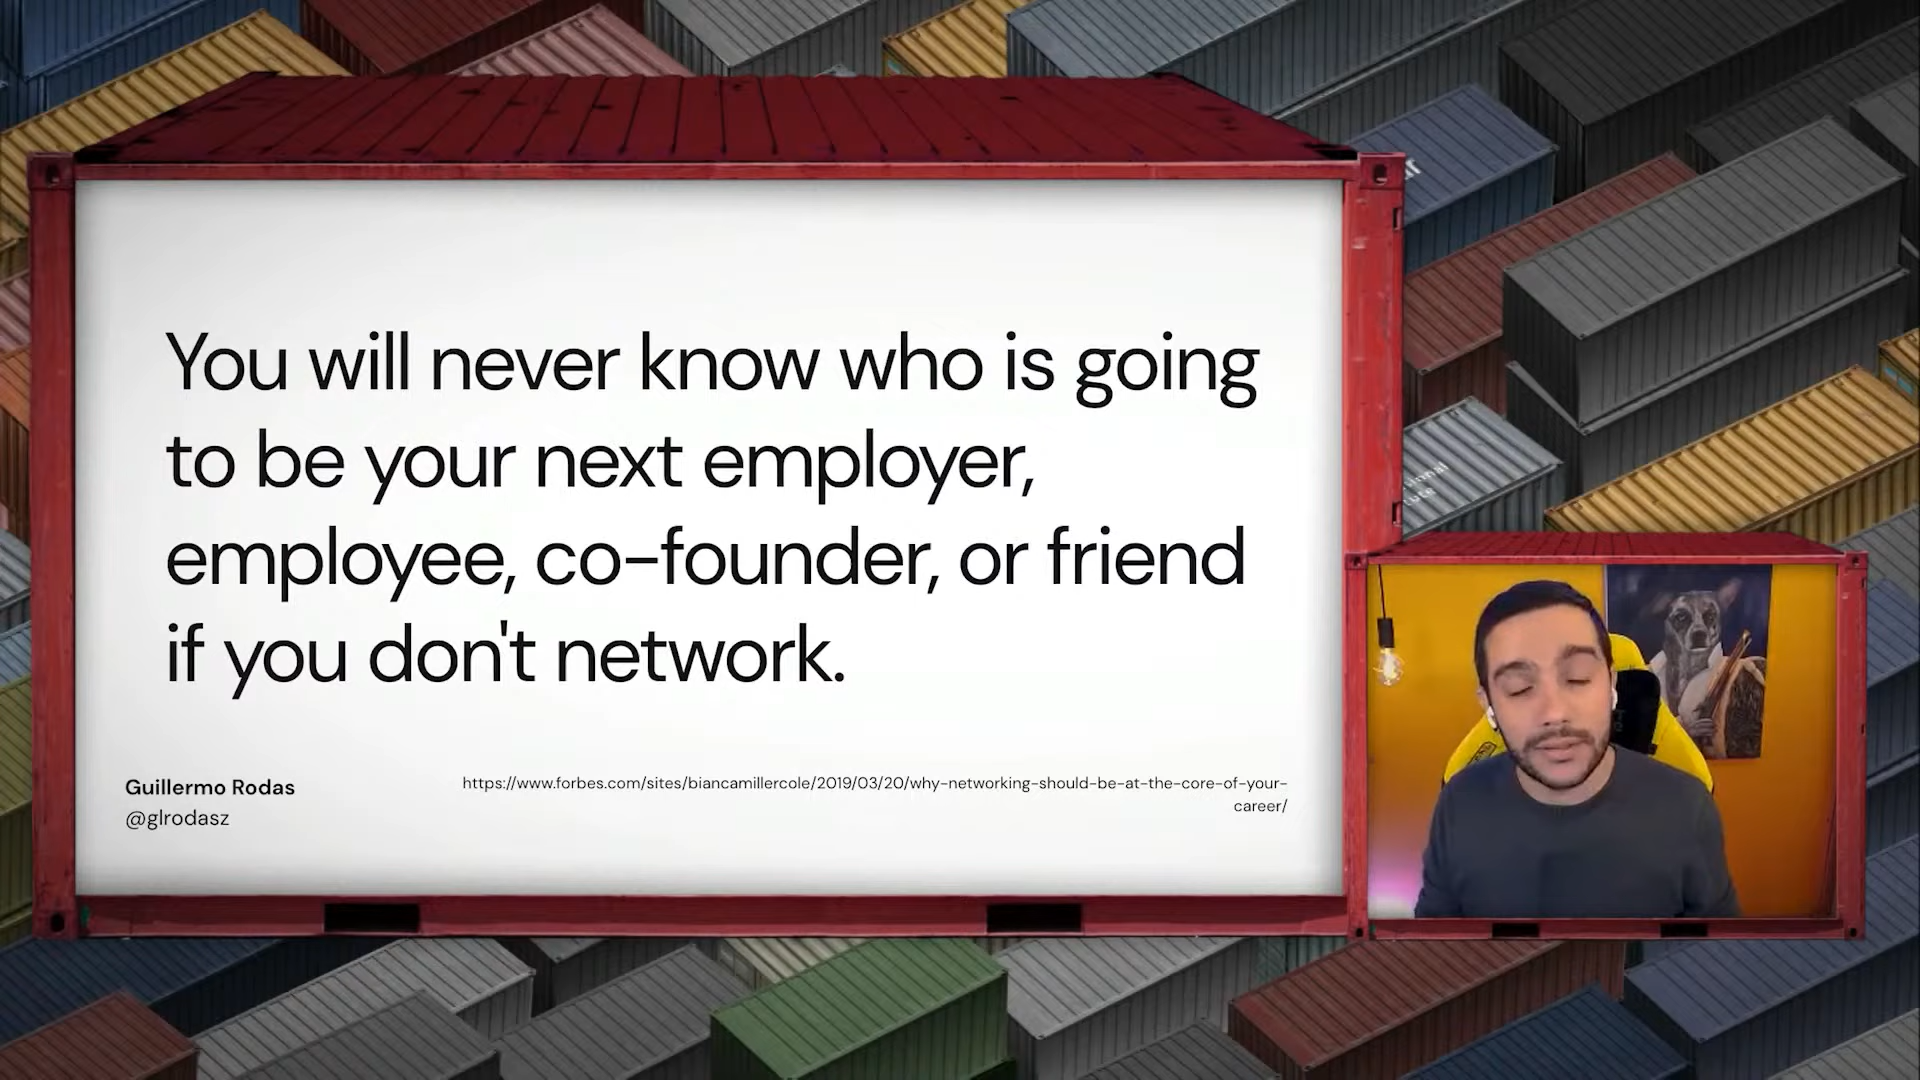 You will never know who is going
to be your next employer,
employee, co-founder, or friend
if you don't network.
Guillermo Rodas
@glrodasz
https://www.forbes.com/sites/biancamillercole/2019/03/20/why-networking-should-be-at-the-core-of-your-
career/